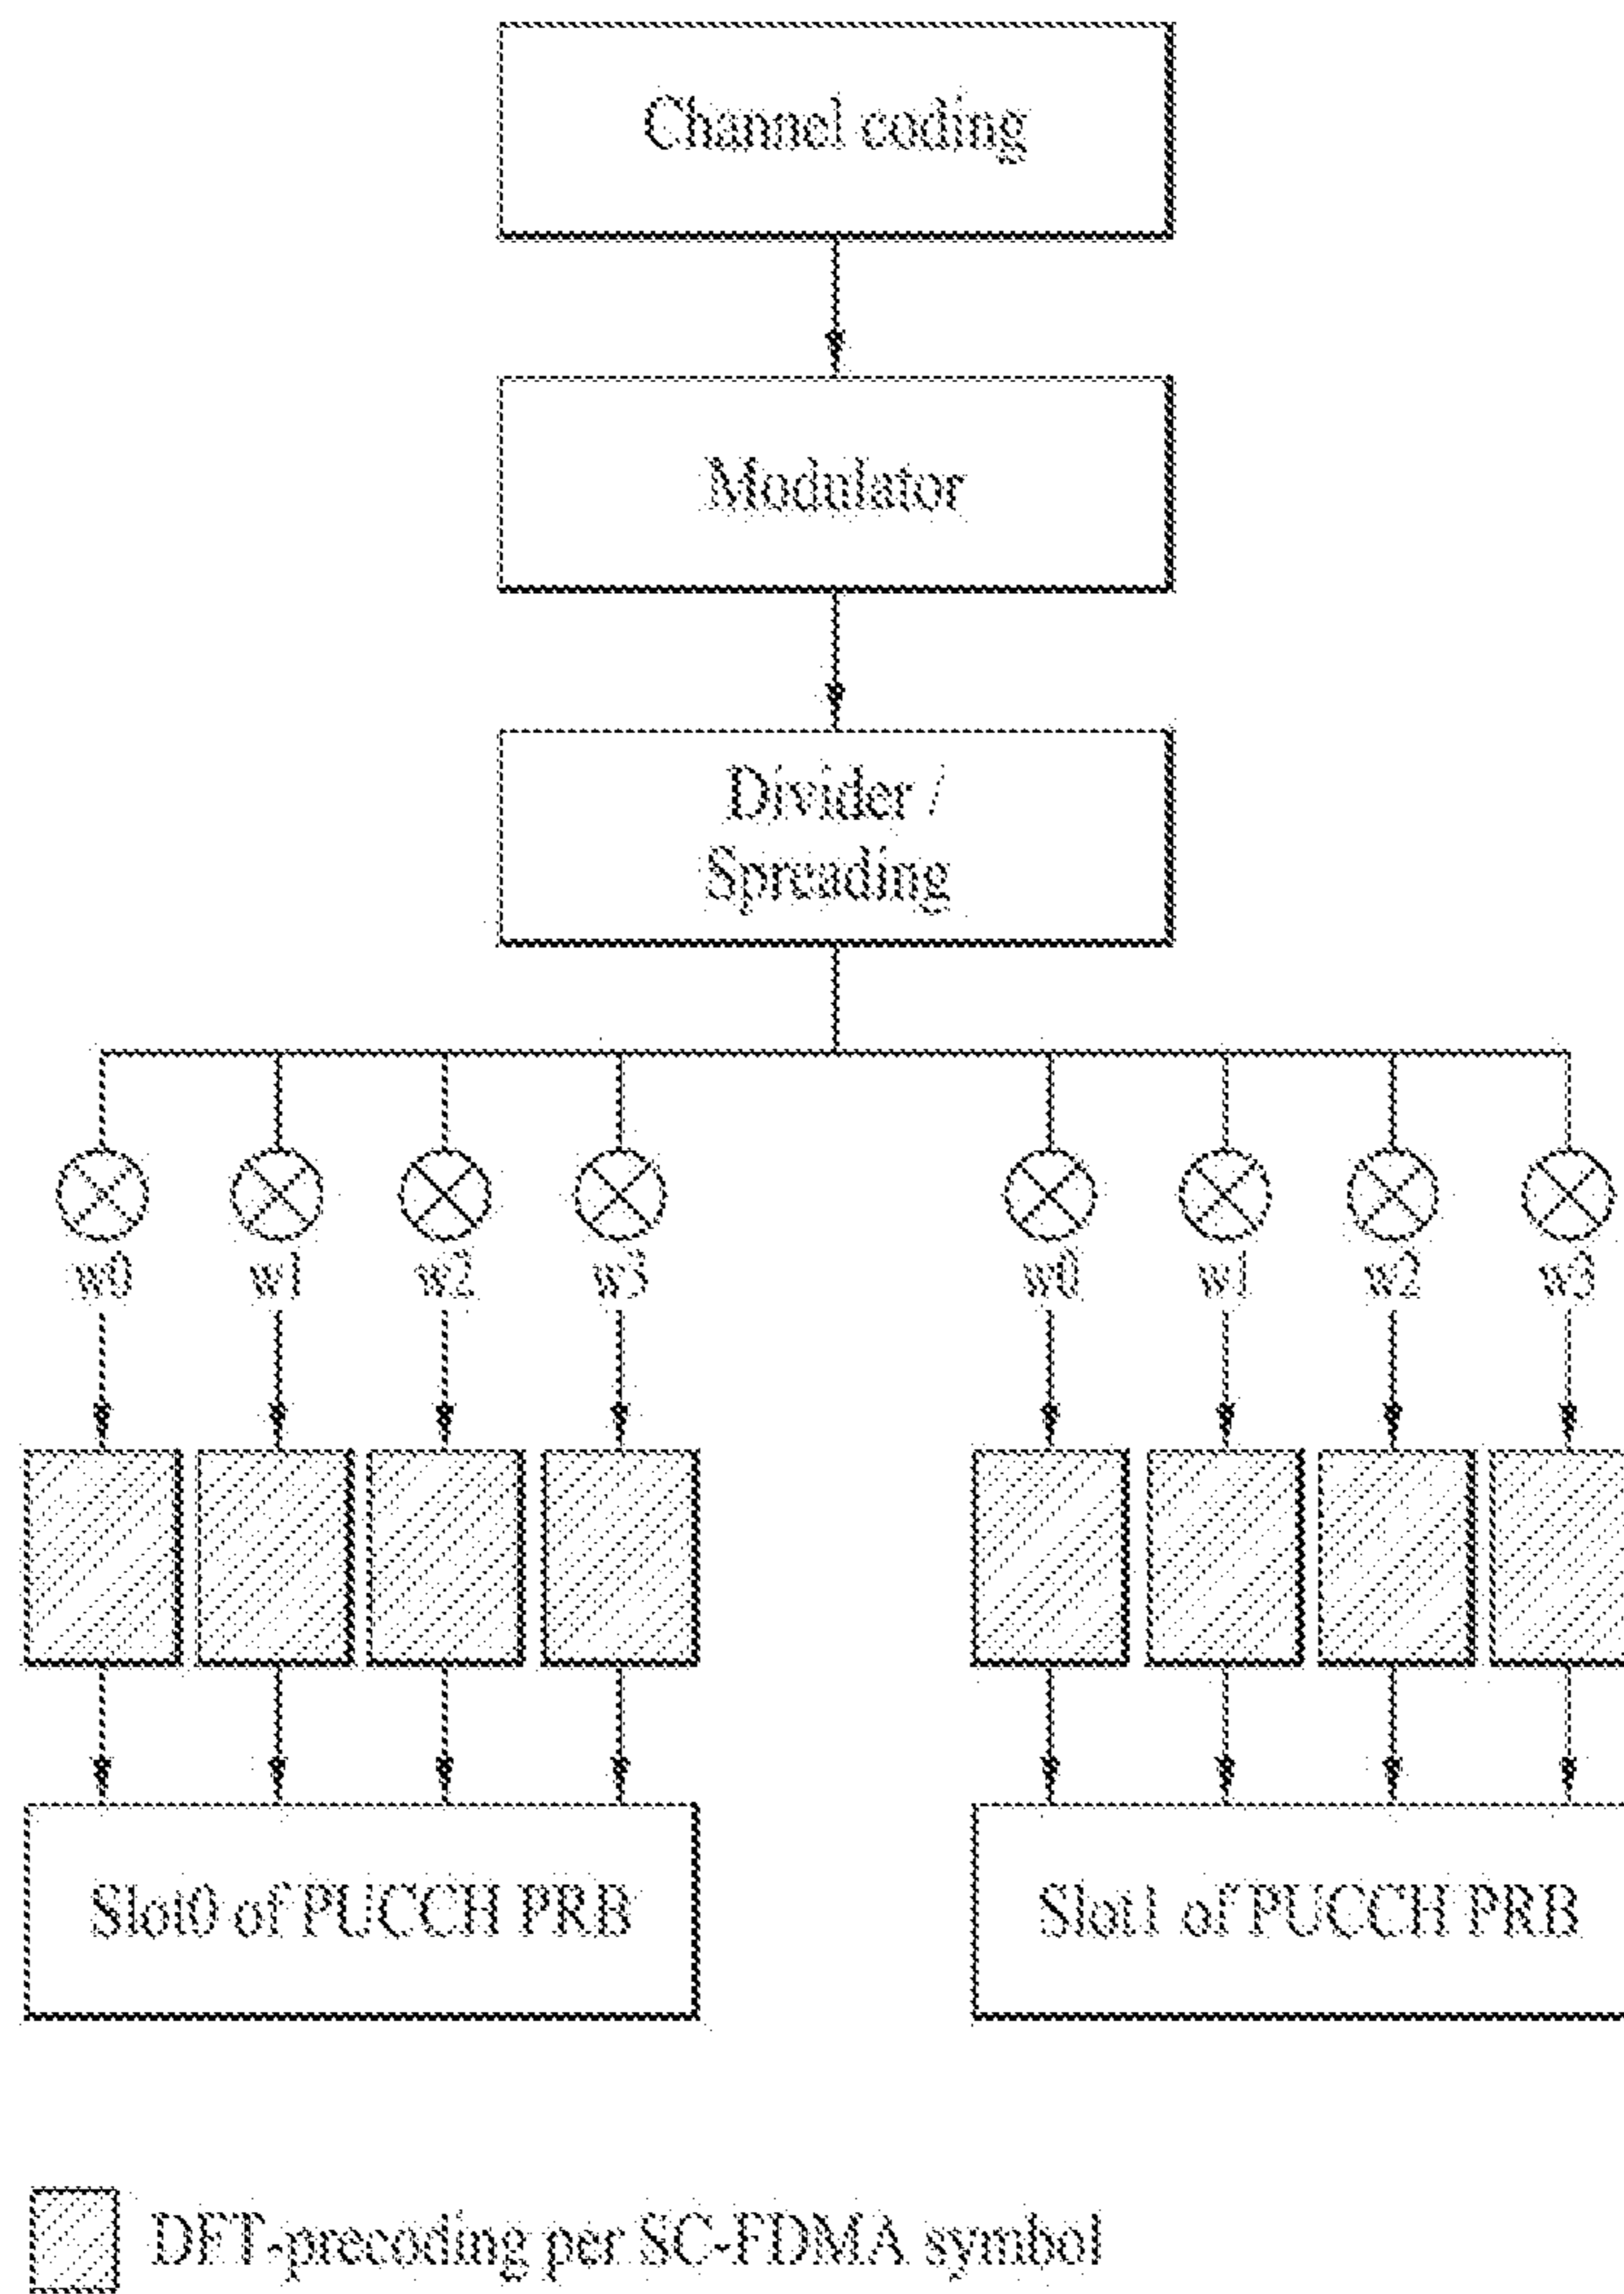 Channel coding
Modulator
Divider /
Spreading
w0 w1 w2 w3 w0 w1 w2 w3
Slot0 of PUCCH PRB Slot1 of PUCCH PRB
DFT-precoding per SC-FDMA symbol